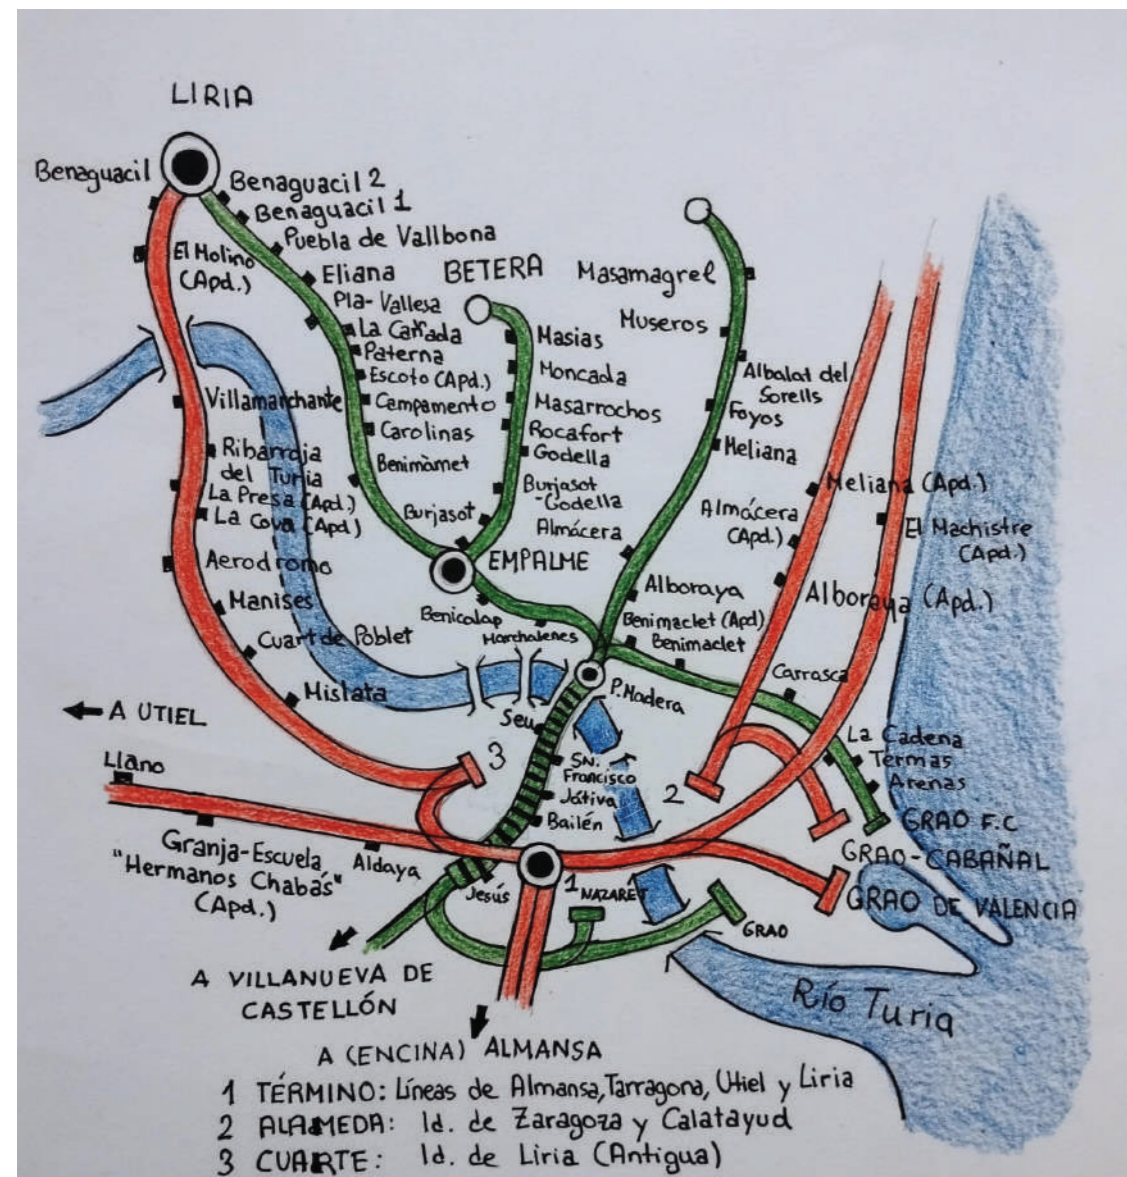 LIRIA
Benaguacil
Benaguacil 2
Benaguacil 1
Puebla de Vallbona
El Molino
(Apd.)
Eliana
BETERA
Masamagrel
Pla-Vallesa
La Cañada
Paterna
Escoto (Apd.)
Campamento
Carolinas
Benimàmet
Masias
Moncada
Masarrochos
Rocafort
Godella
Burjasot
-Godella
Burjasot
Museros
Albalat del
Sorells
Foyos
Meliana
Almácera
Villamarchante
Ribarroja
del Turia
La Presa (Apd.)
La Cova (Apd)
Aerodromo
Manises
Cuart de Poblet
Mislata
Almácera
(Apd.)
Meliana (Apd.)
El Machistre
(Apd.)
Alboraya (Apd.)
EMPALME
Alboraya
Benicalap
Marchalenes
Benimaclet (Apd)
Benimaclet
Carrasca
P. Madera
La Cadena
Termas
Arenas
A UTIEL
Seu
3
SN.
Francisco
Játiva
Bailén
2
Llano
GRAO F.C
GRAO-CABAÑAL
GRAO DE VALENCIA
Granja-Escuela
"Hermanos Chabás"
(Apd.)
Aldaya
Jesús
1
NAZARET
GRAO
A VILLANUEVA DE
CASTELLÓN
Río Turia
A (ENCINA) ALMANSA
1 TÉRMINO: Líneas de Almansa, Tarragona, Utiel y Liria
2 ALAMEDA: Id. de Zaragoza y Calatayud
3 CUARTE: Id. de Liria (Antigua)